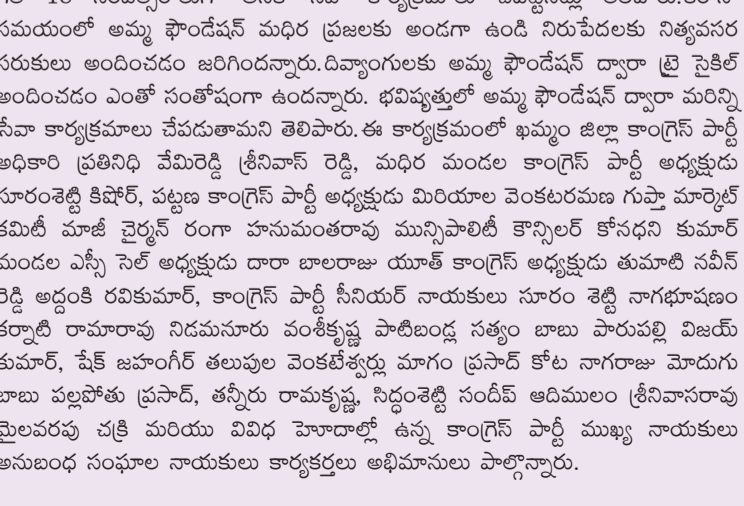 సమయంలో అమ్మ ఫౌండేషన్ మధిర ప్రజలకు అండగా ఉండి నిరుపేదలకు నిత్యవసర
సరుకులు అందించడం జరిగిందన్నారు.దివ్యాంగులకు అమ్మ ఫౌండేషన్ ద్వారా ట్రై సైకిల్
అందించడం ఎంతో సంతోషంగా ఉందన్నారు. భవిష్యత్తులో అమ్మ ఫౌండేషన్ ద్వారా మరిన్ని
సేవా కార్యక్రమాలు చేపడుతామని తెలిపారు.ఈ కార్యక్రమంలో ఖమ్మం జిల్లా కాంగ్రెస్ పార్టీ
అధికారి ప్రతినిధి వేమిరెడ్డి శ్రీనివాస్ రెడ్డి, మధిర మండల కాంగ్రెస్ పార్టీ అధ్యక్షుడు
సూరంశెట్టి కిషోర్, పట్టణ కాంగ్రెస్ పార్టీ అధ్యక్షుడు మిరియాల వెంకటరమణ గుప్తా మార్కెట్
కమిటీ మాజీ చైర్మన్ రంగా హనుమంతరావు మున్సిపాలిటీ కౌన్సిలర్ కోనధని కుమార్
మండల ఎస్సీ సెల్ అధ్యక్షుడు దారా బాలరాజు యూత్ కాంగ్రెస్ అధ్యక్షుడు తుమాటి నవీన్
రెడ్డి అద్దంకి రవికుమార్, కాంగ్రెస్ పార్టీ సీనియర్ నాయకులు సూరం శెట్టి నాగభూషణం
కర్నాటి రామారావు నిడమనూరు వంశీకృష్ణ పాటిబండ్ల సత్యం బాబు పారుపల్లి విజయ్
కుమార్, షేక్ జహంగీర్ తలుపుల వెంకటేశ్వర్లు మాగం ప్రసాద్ కోట నాగరాజు మోదుగు
బాబు పల్లపోతు ప్రసాద్, తన్నీరు రామకృష్ణ, సిద్ధంశెట్టి సందీప్ ఆదిములం శ్రీనివాసరావు
మైలవరపు చక్రి మరియు వివిధ హెూదాల్లో ఉన్న కాంగ్రెస్ పార్టీ ముఖ్య నాయకులు
అనుబంధ సంఘాల నాయకులు కార్యకర్తలు అభిమానులు పాల్గొన్నారు.